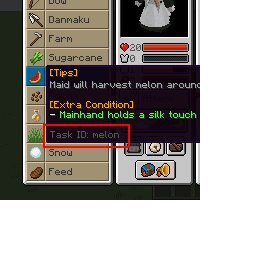 Bow
Danmaku
Farm
Sugarcane
20
0
[Tips]
Maid will harvest melon around
[Extra Condition]
- Mainhand holds a silk touch
Task ID: melon
Snow
Feed